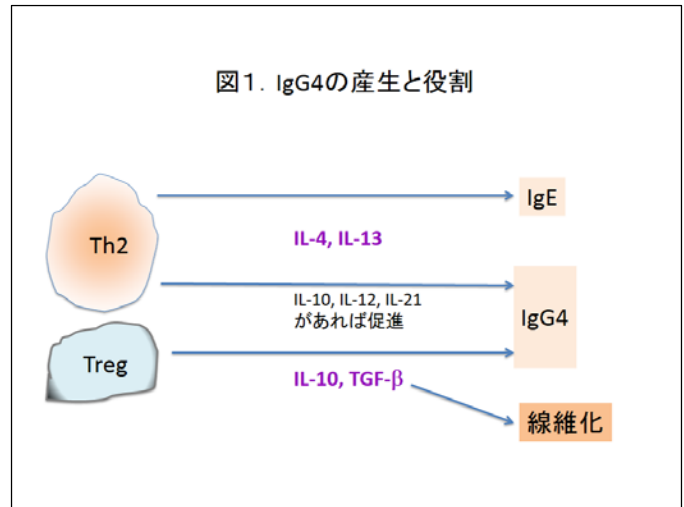 図１．IgG4の産生と役割
Th2
IgE
IL-4, IL-13
IL-10, IL-12, IL-21
があれば促進
IgG4
Treg
IL-10, TGF-β
線維化